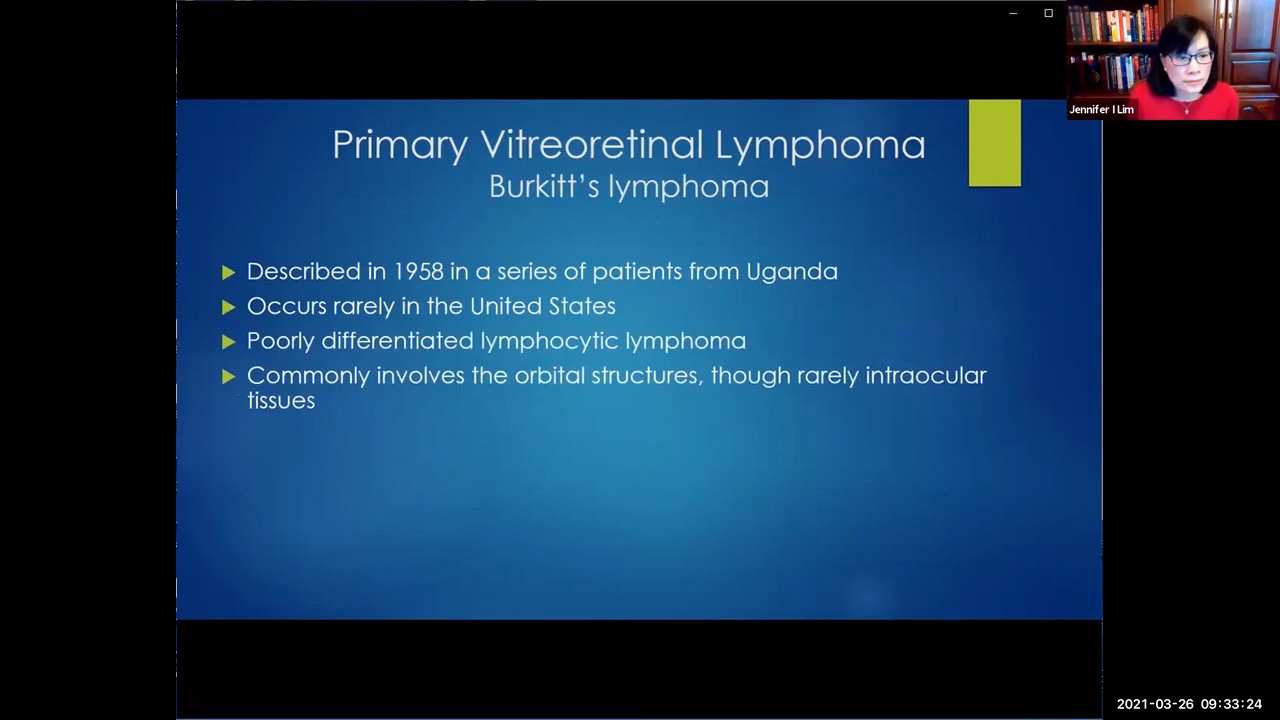 Jennifer I Lim
Primary Vitreoretinal Lymphoma
Burkitt's lymphoma
Described in 1958 in a series of patients from Uganda
Occurs rarely in the United States
Poorly differentiated lymphocytic lymphoma
Commonly involves the orbital structures, though rarely intraocular
tissues
2021-03-26 09:33:24